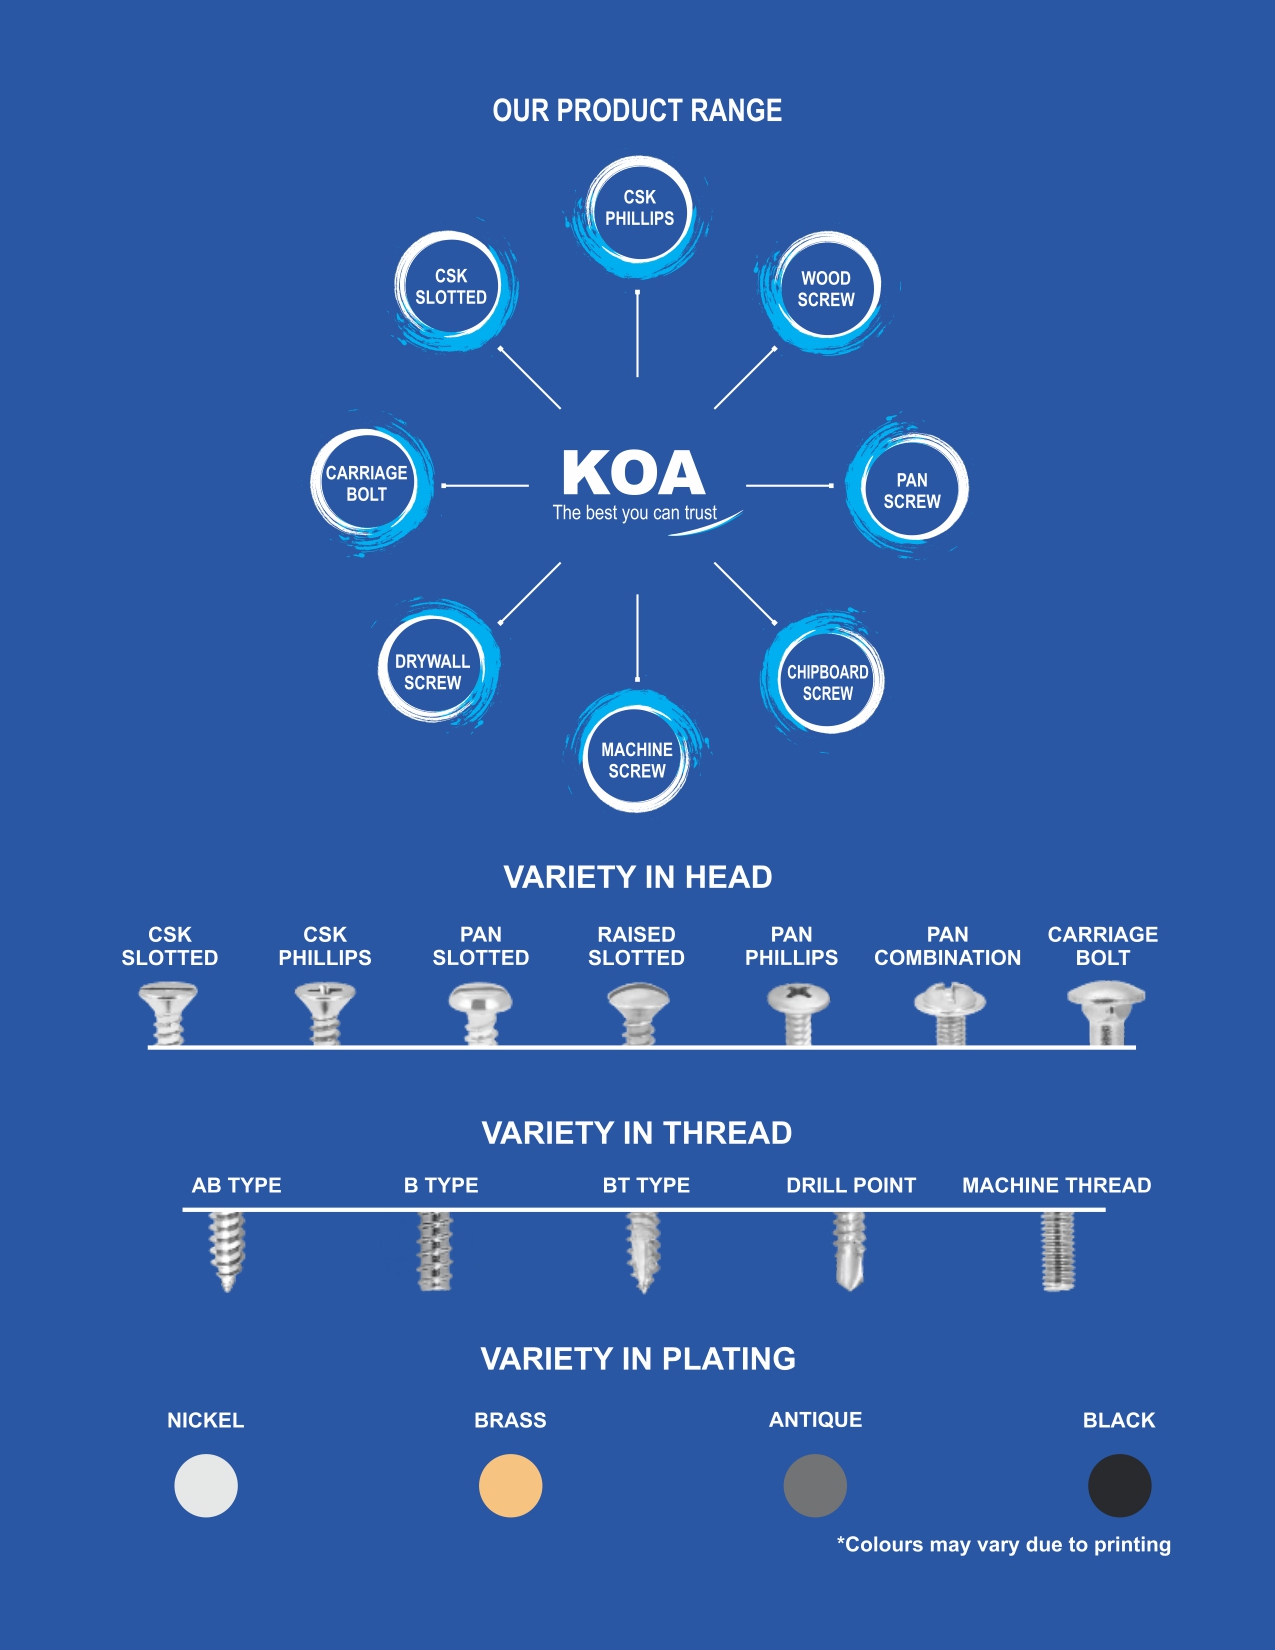 OUR PRODUCT RANGE
CSK
PHILLIPS
CSK
SLOTTED
WOOD
SCREW
CARRIAGE
BOLT
KOA
The best you can trust
PAN
SCREW
DRYWALL
SCREW
CHIPBOARD
SCREW
MACHINE
SCREW
VARIETY IN HEAD
CSK
SLOTTED
CSK
PHILLIPS
PAN
SLOTTED
RAISED
SLOTTED
PAN
PHILLIPS
PAN
COMBINATION
CARRIAGE
BOLT
VARIETY IN THREAD
AB TYPE
B TYPE
BT TYPE
DRILL POINT
MACHINE THREAD
VARIETY IN PLATING
NICKEL
BRASS
ANTIQUE
BLACK
*Colours may vary due to printing